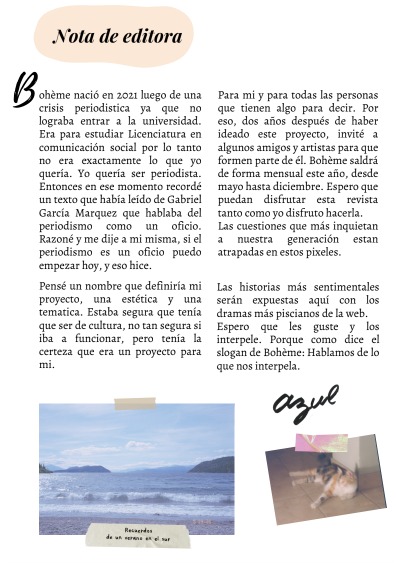 Nota de editora
Bohème nació en 2021 luego de una
crisis periodistica ya que no
lograba entrar a la universidad.
Era para estudiar Licenciatura en
comunicación social por lo tanto
no era exactamente lo que yo
quería. Yo quería ser periodista.
Entonces en ese momento recordé
un texto que había leído de Gabriel
García Marquez que hablaba del
periodismo como un oficio.
Razoné y me dije a mi misma, si el
periodismo es un oficio puedo
empezar hoy, y eso hice.
Pensé un nombre que definiría mi
proyecto, una estética y una
tematica. Estaba segura que tenía
que ser de cultura, no tan segura si
iba a funcionar, pero tenía la
certeza que era un proyecto para
mi.
Para mi y para todas las personas
que tienen algo para decir. Por
eso, dos años después de haber
ideado este proyecto, invité a
algunos amigos y artistas para que
formen parte de él. Bohème saldrá
de forma mensual este año, desde
mayo hasta diciembre. Espero que
puedan disfrutar esta revista
tanto como yo disfruto hacerla.
Las cuestiones que más inquietan
a nuestra generación estan
atrapadas en estos pixeles.
Las historias más sentimentales
serán expuestas aquí con los
dramas más piscianos de la web.
Espero que les guste y los
interpele. Porque como dice el
slogan de Bohème: Hablamos de lo
que nos interpela.
azul
Recuerdos
de un verano en el sur